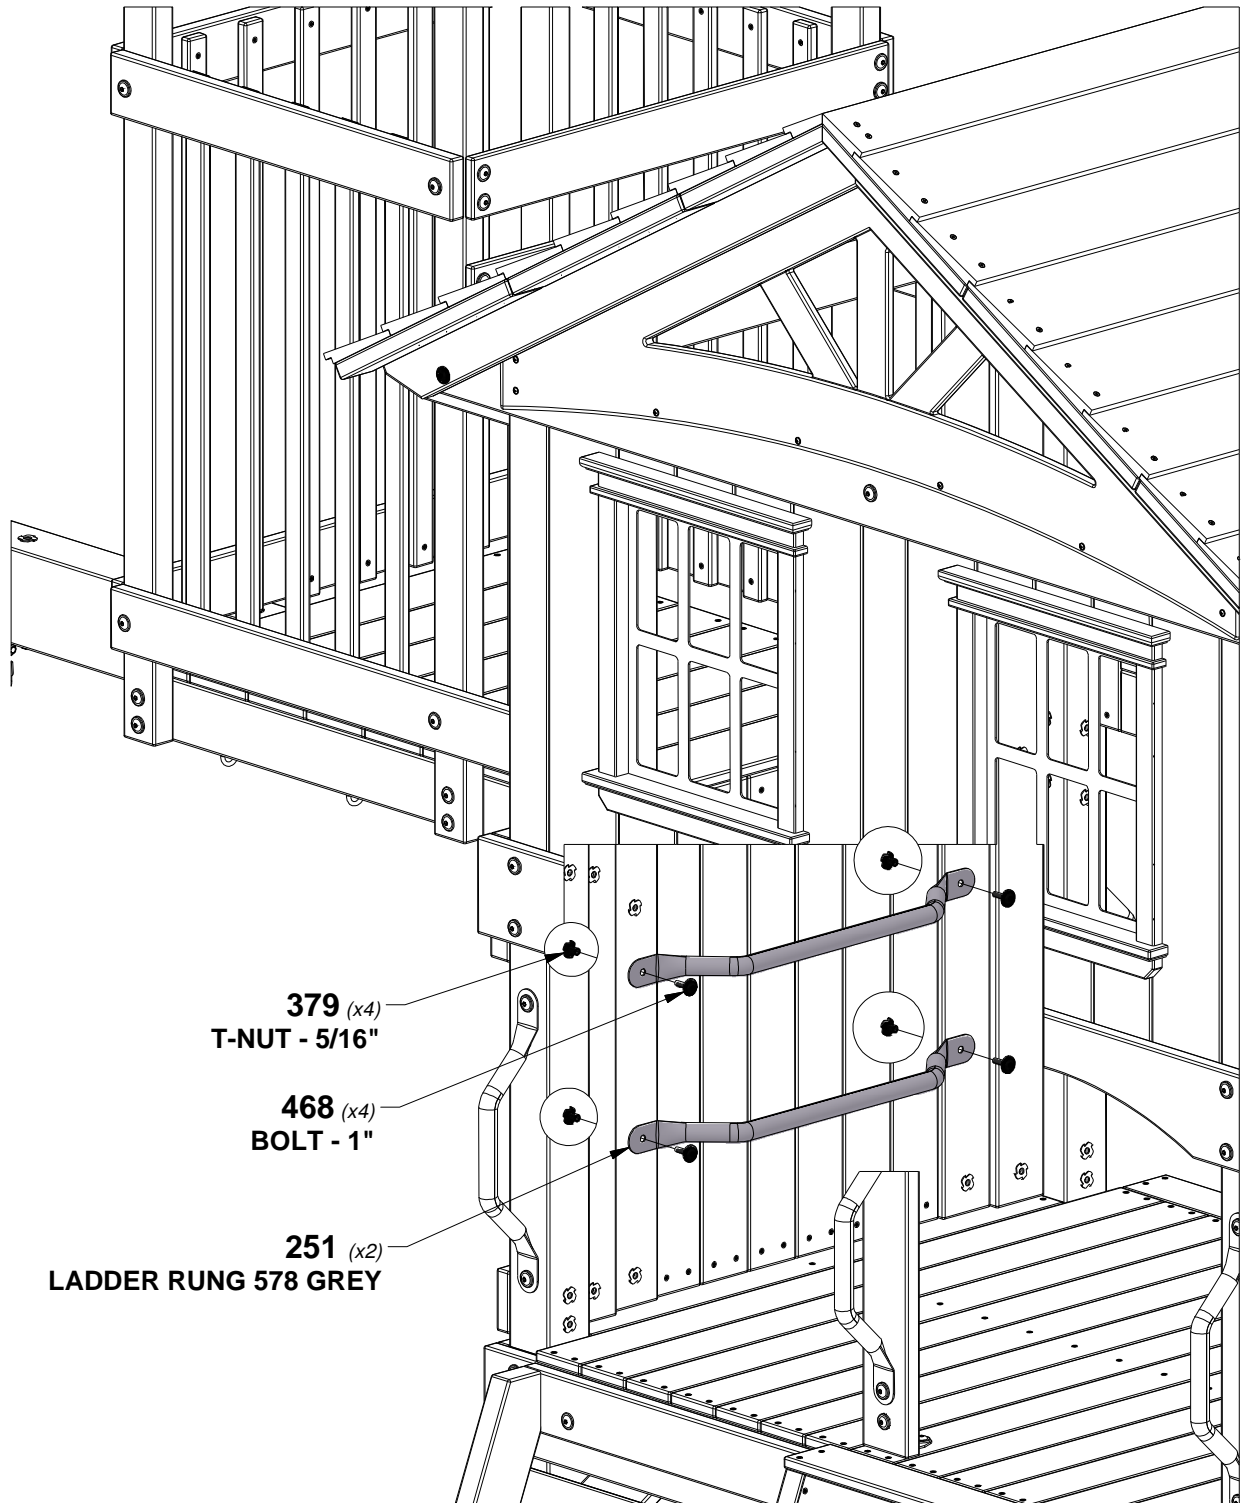 379 (x4)
T-NUT - 5/16"
468 (x4)
BOLT - 1"
251 (x2)
LADDER RUNG 578 GREY